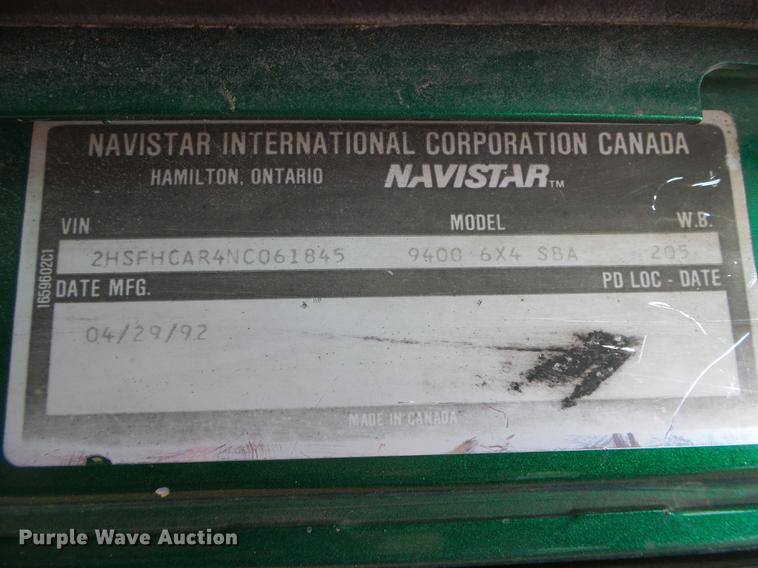 NAVISTAR INTERNATIONAL CORPORATION CANADA
HAMILTON, ONTARIO NAVISTAR™
VIN MODEL W.B.
2HSFHCAR4NC061845 9400 6X4 SBA 205
DATE MFG. PD LOC - DATE
04/29/92
MADE IN CANADA
1659602C1
Purple Wave Auction